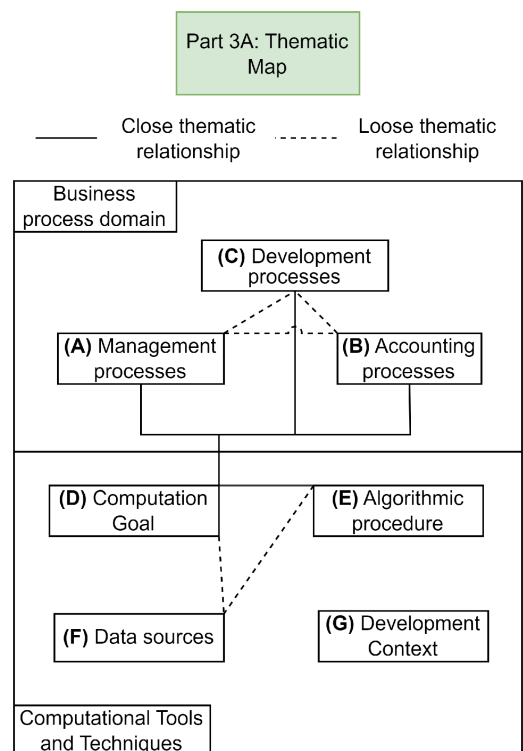 Part 3A: Thematic
Map
Close thematic
relationship
Loose thematic
relationship
Business
process domain
(C) Development
processes
(A) Management
processes
(B) Accounting
processes
(D) Computation
Goal
(E) Algorithmic
procedure
(F) Data sources
(G) Development
Context
Computational Tools
and Techniques